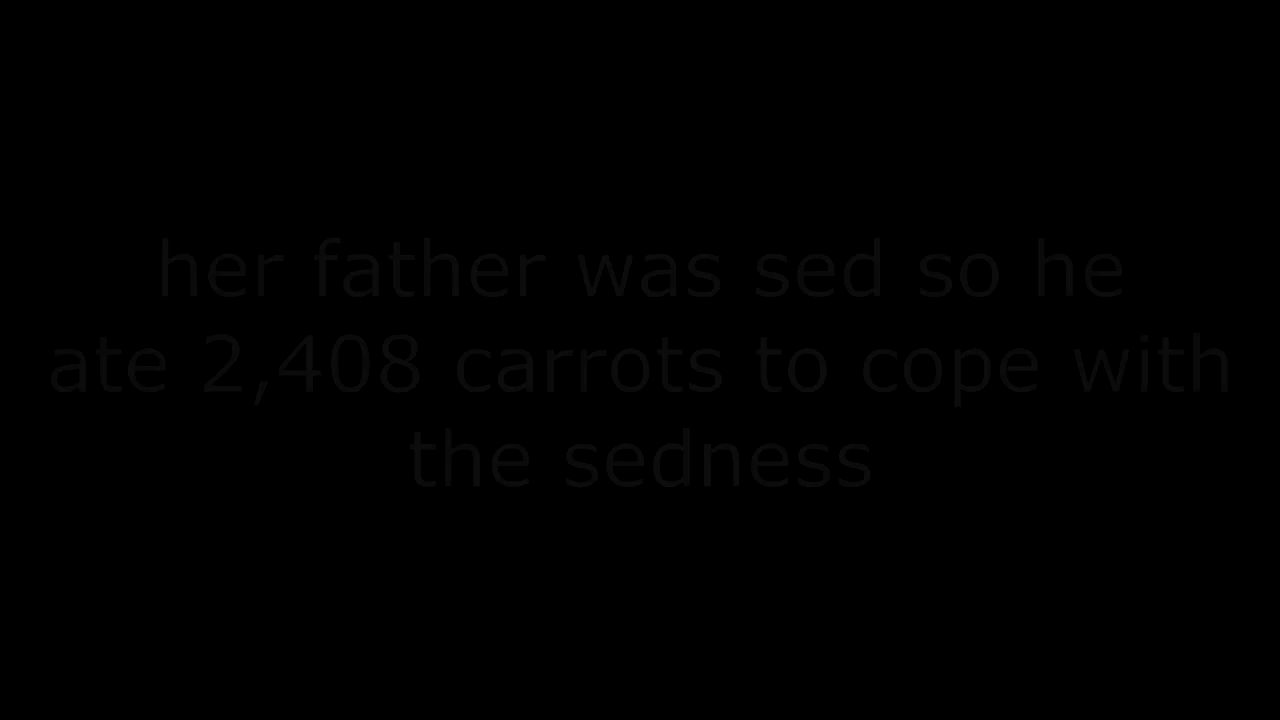 her father was sed so he
ate 2,408 carrots to cope with
the sedness